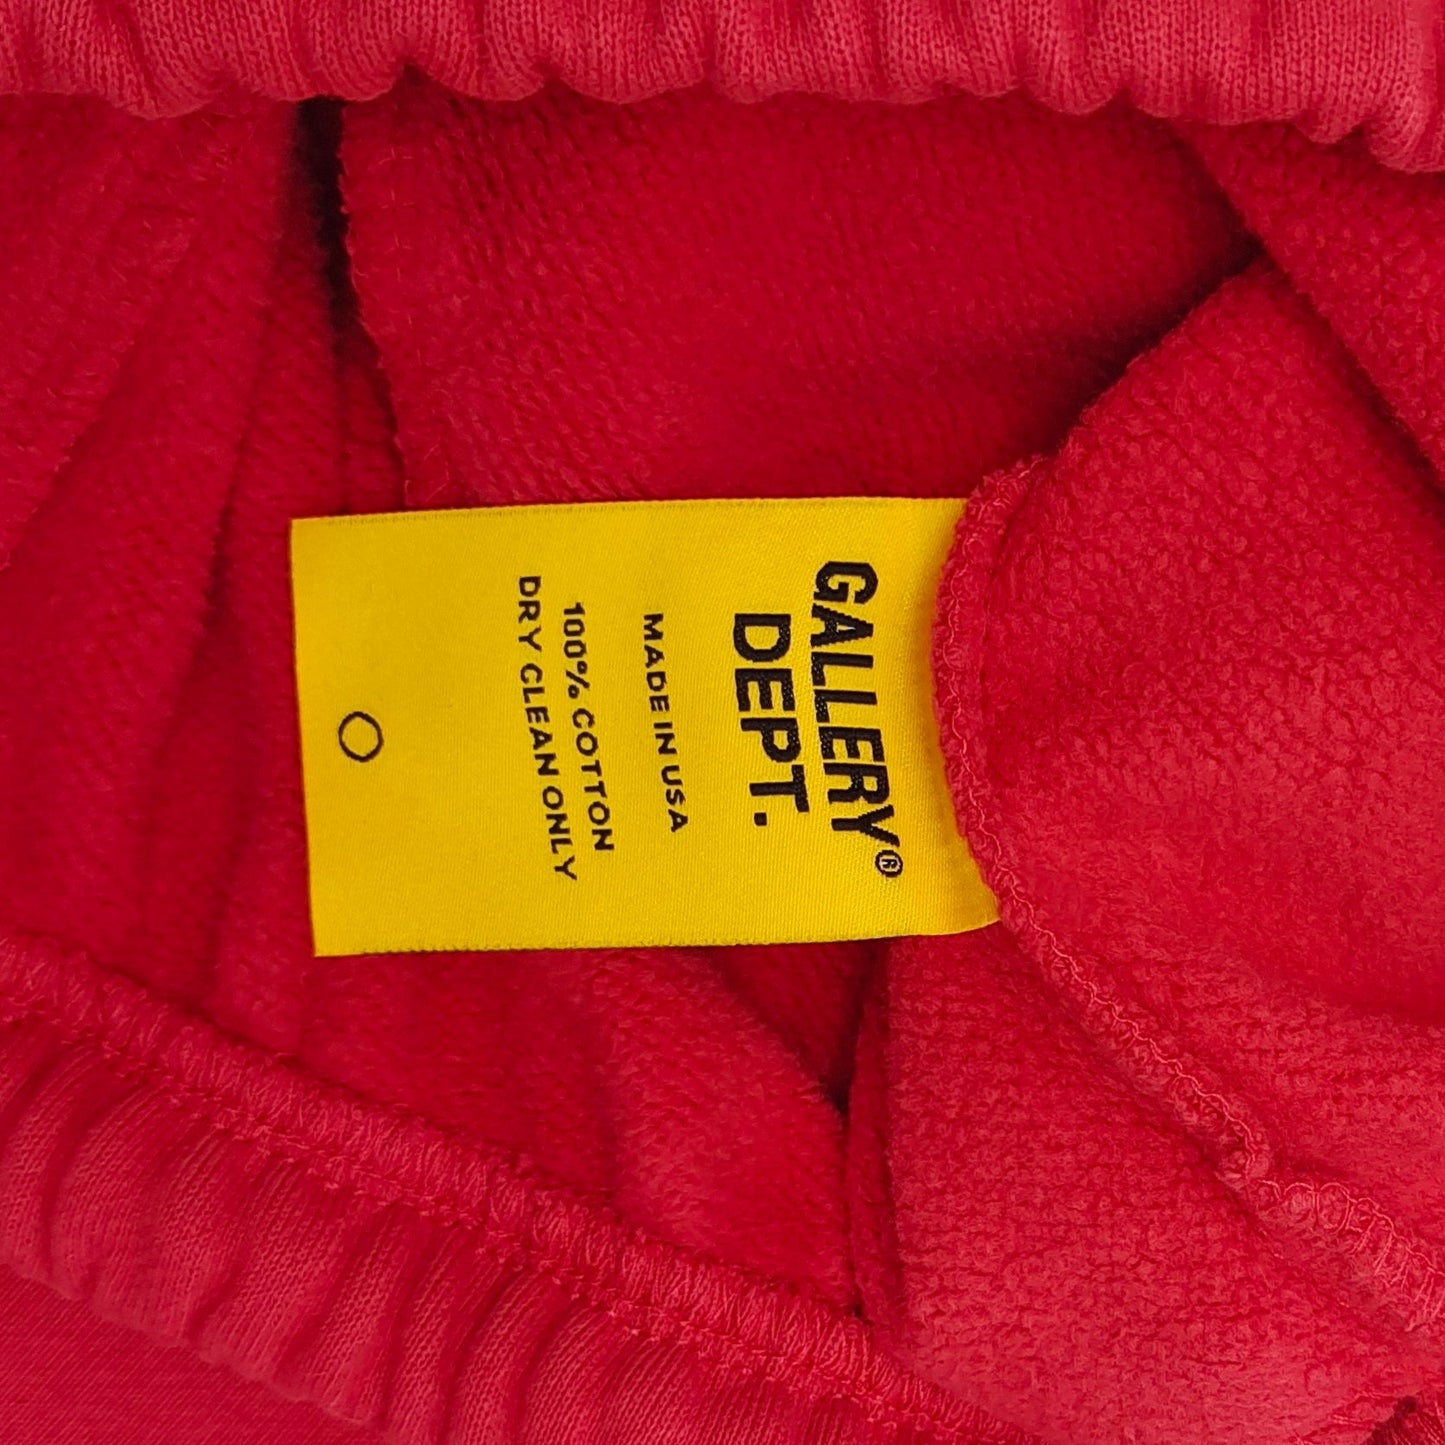 GALLERY®
DEPT.
MADE IN USA
100% COTTON
DRY CLEAN ONLY